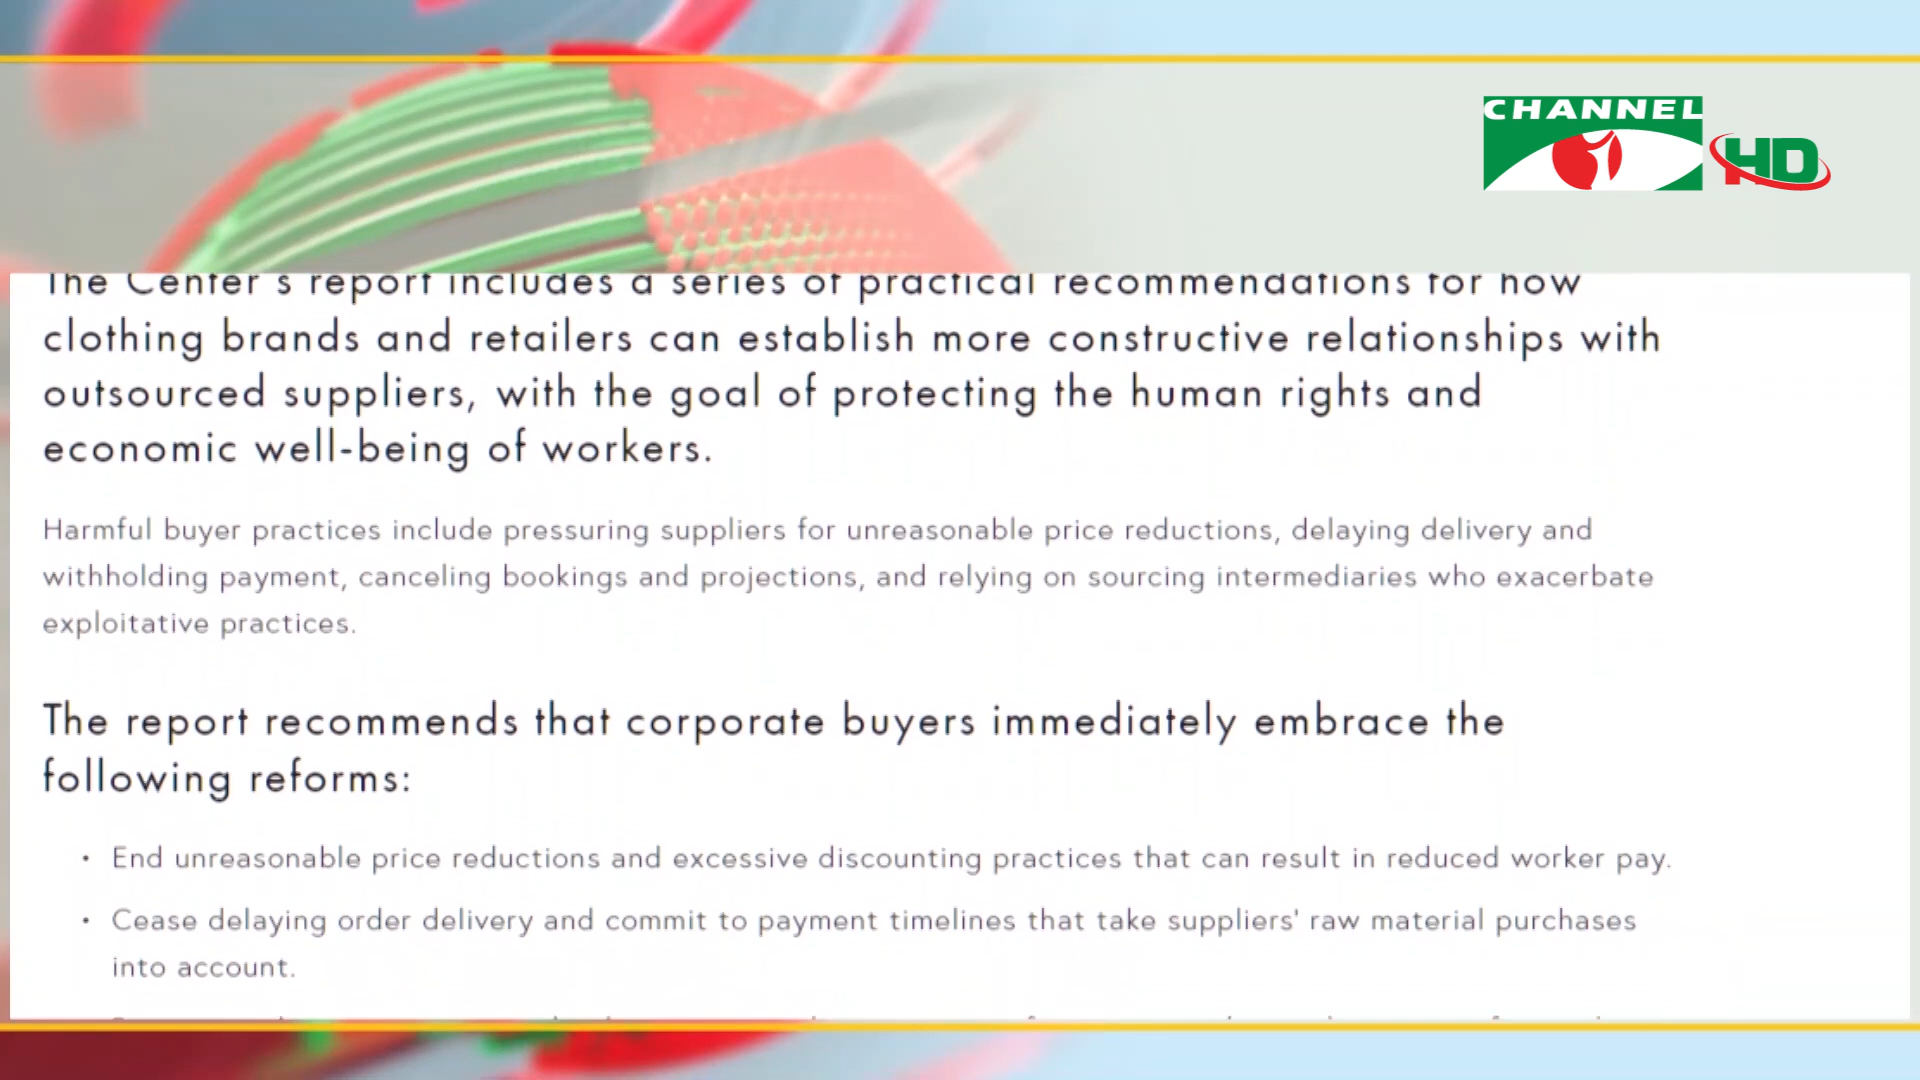 CHANNEL
HD
The Center's report includes a series of practical recommendations for how
clothing brands and retailers can establish more constructive relationships with
outsourced suppliers, with the goal of protecting the human rights and
economic well-being of workers.
Harmful buyer practices include pressuring suppliers for unreasonable price reductions, delaying delivery and
withholding payment, canceling bookings and projections, and relying on sourcing intermediaries who exacerbate
exploitative practices.
The report recommends that corporate buyers immediately embrace the
following reforms:
• End unreasonable price reductions and excessive discounting practices that can result in reduced worker pay.
• Cease delaying order delivery and commit to payment timelines that take suppliers' raw material purchases
into account.